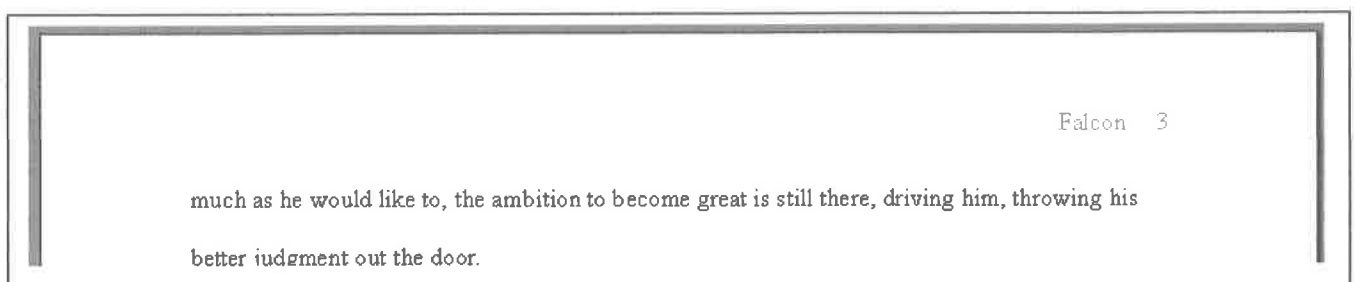 Falcon 3
much as he would like to, the ambition to become great is still there, driving him, throwing his
better judgment out the door.